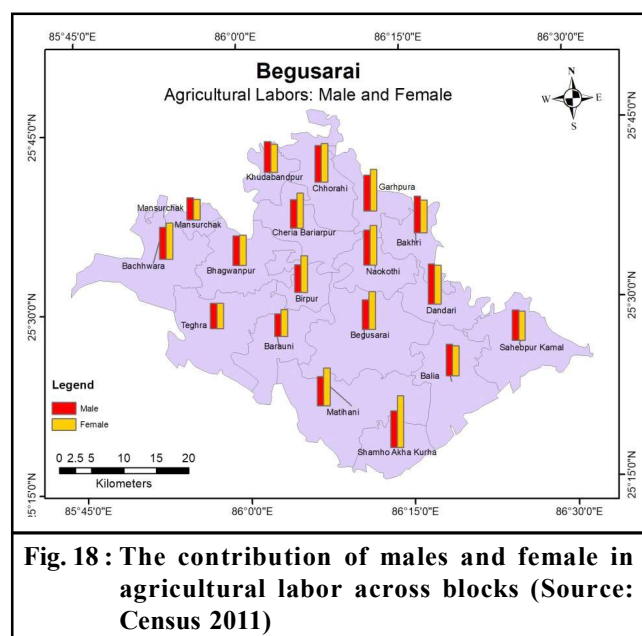 85°45'0"E 86°0'0"E 86°15'0"E 86°30'0"E
Begusarai
Agricultural Labors: Male and Female
N
W E
S
25°45'0"N 25°45'0"N
Khudabandpur
Chhorahi
Garhpura
Mansurchak
Mansurchak
Cheria Bariarpur
Bakhri
Bachhwara
Bhagwanpur
Naokothi
Birpur
Dandari
25°30'0"N 25°30'0"N
Teghra
Barauni
Begusarai
Sahebpur Kamal
Balia
Legend
Male
Female
Matihani
Shamho Akha Kurha
0 2.5 5 10 15 20
Kilometers
25°15'0"N
85°45'0"E 86°0'0"E 86°15'0"E 86°30'0"E
Fig. 18 : The contribution of males and female in
agricultural labor across blocks (Source:
Census 2011)